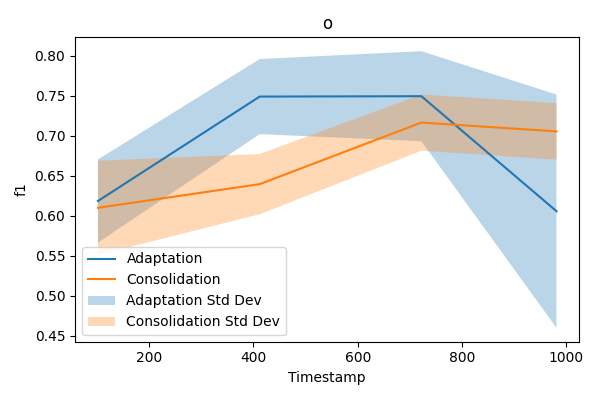 o
f1
0.80
0.75
0.70
0.65
0.60
0.55
0.50
0.45
Adaptation
Consolidation
Adaptation Std Dev
Consolidation Std Dev
200 400 600 800 1000
Timestamp